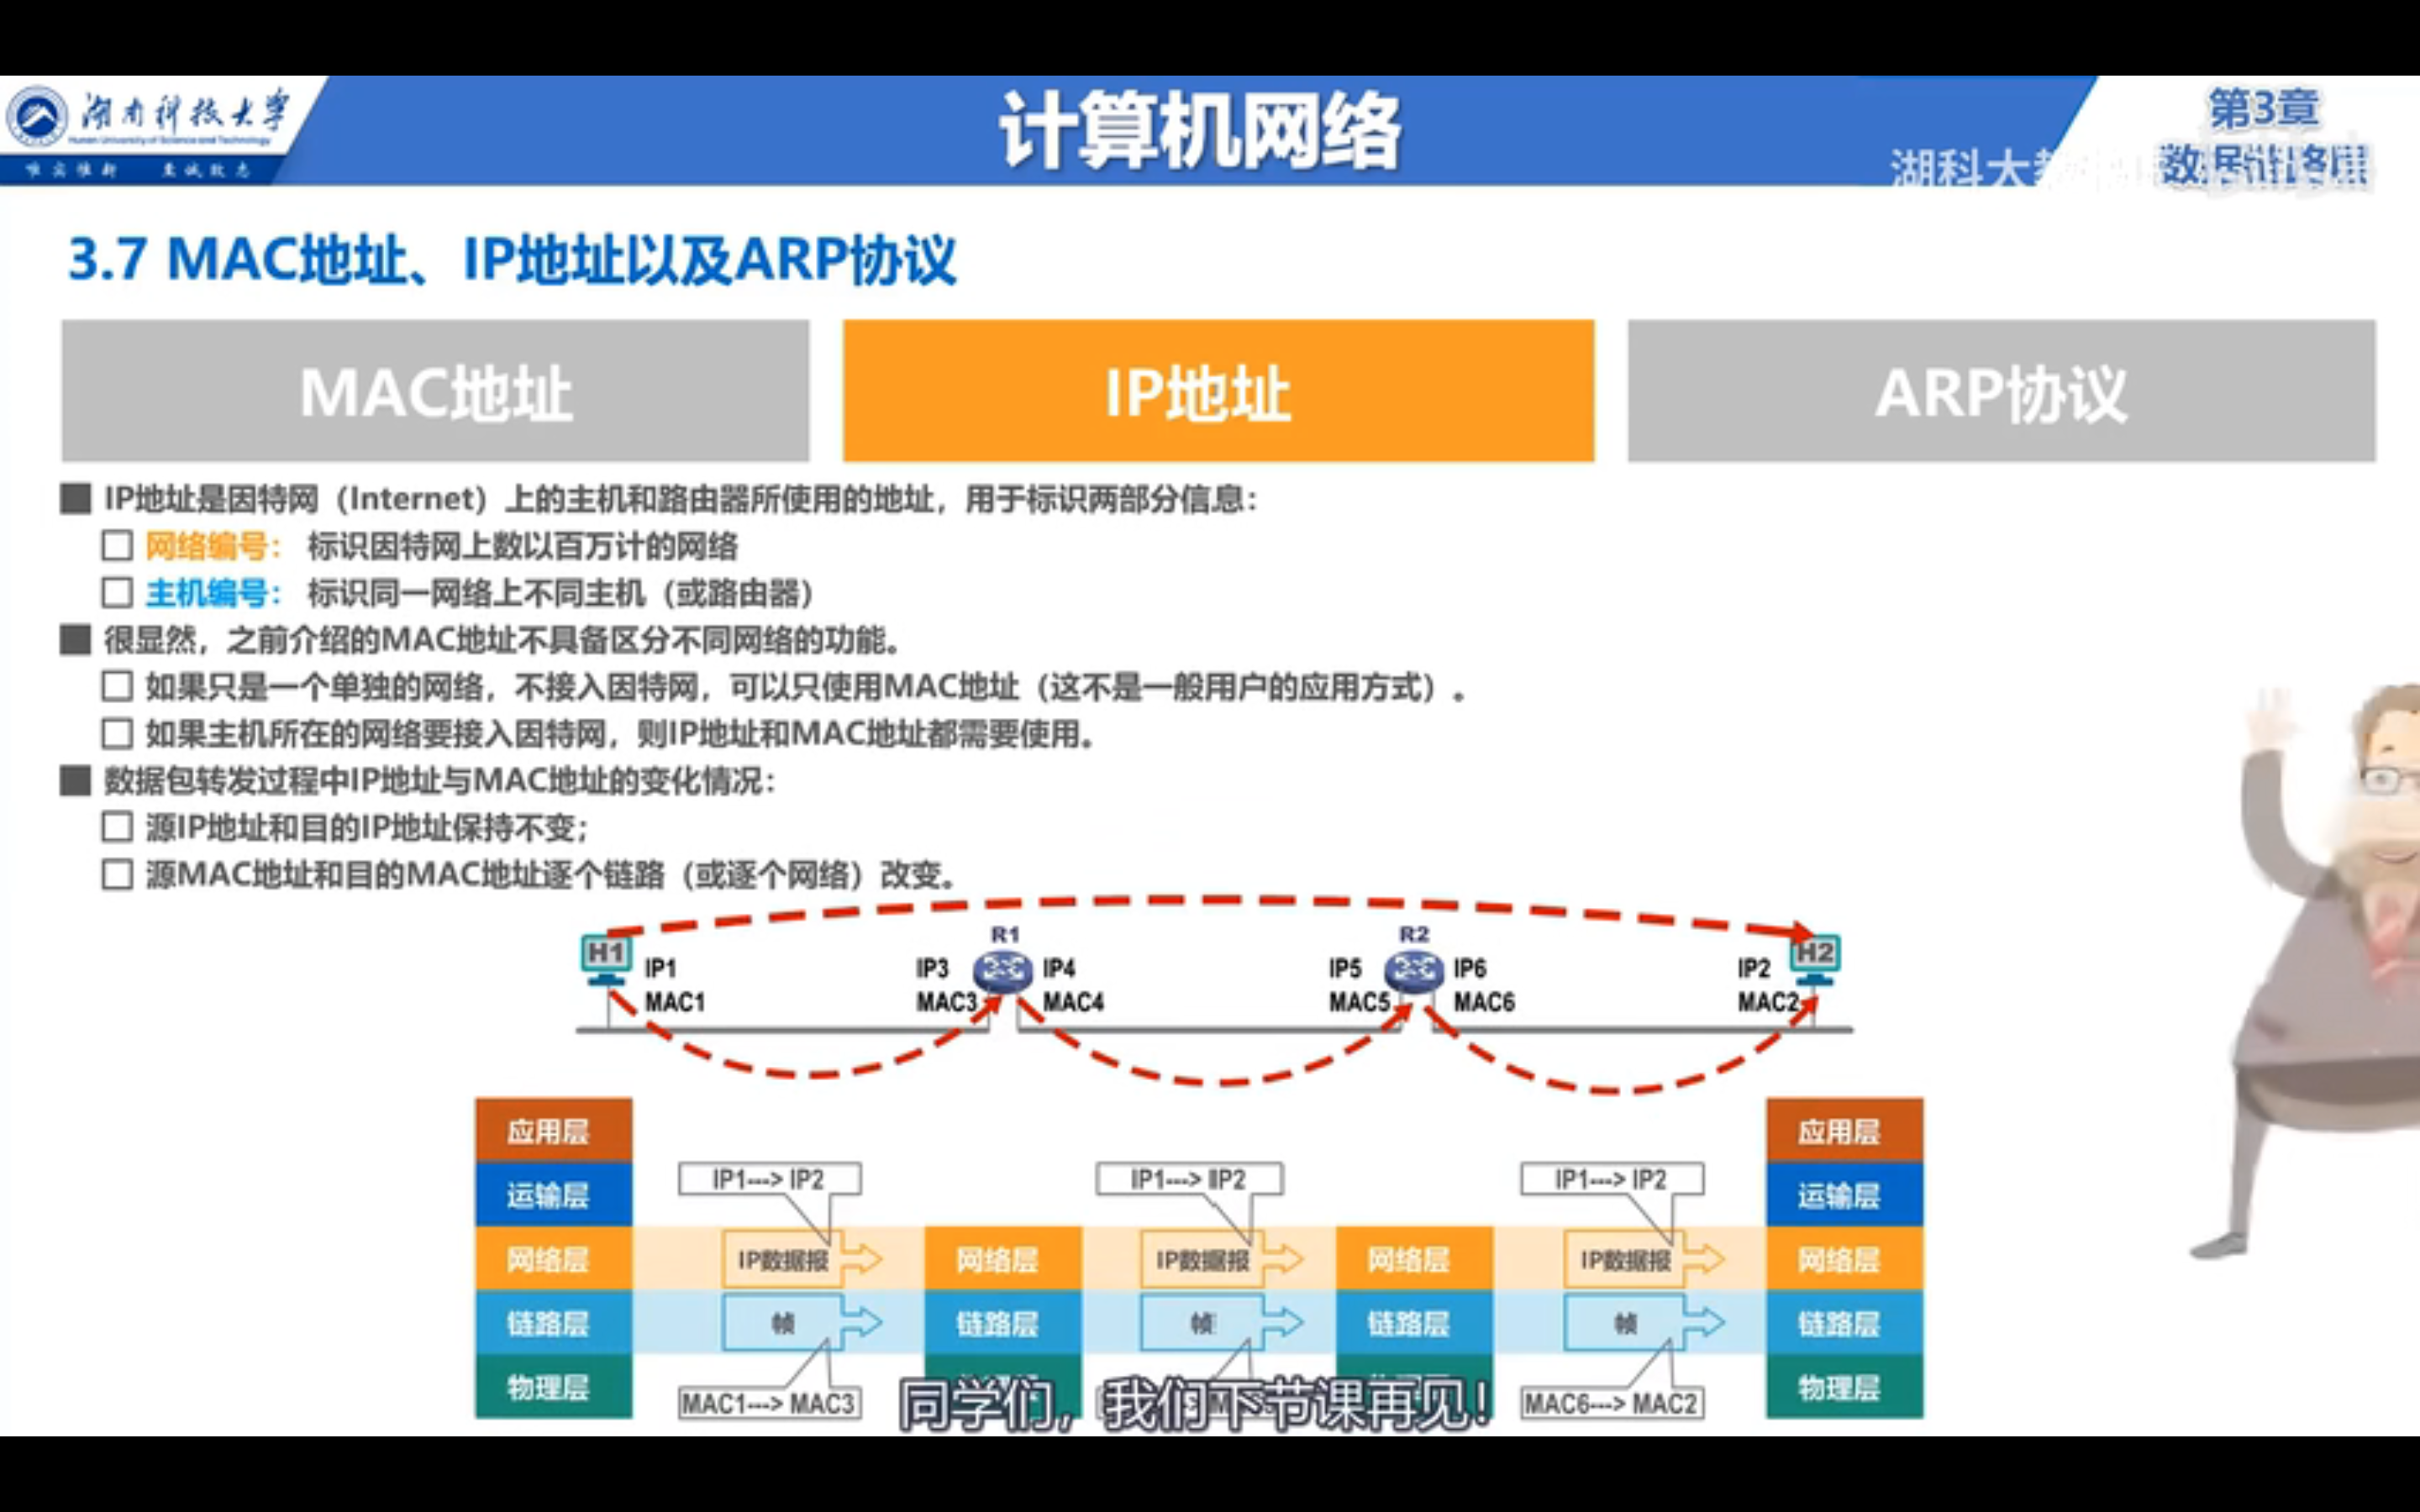 湖南科技大学
Hunan University of Science and Technology
唯实惟新 至诚致志
计算机网络
第3章
数据链路层
湖科大教
3.7 MAC地址、IP地址以及ARP协议
MAC地址
IP地址
ARP协议
IP地址是因特网（Internet）上的主机和路由器所使用的地址，用于标识两部分信息：
网络编号： 标识因特网上数以百万计的网络
主机编号： 标识同一网络上不同主机（或路由器）
很显然，之前介绍的MAC地址不具备区分不同网络的功能。
如果只是一个单独的网络，不接入因特网，可以只使用MAC地址（这不是一般用户的应用方式）。
如果主机所在的网络要接入因特网，则IP地址和MAC地址都需要使用。
数据包转发过程中IP地址与MAC地址的变化情况：
源IP地址和目的IP地址保持不变；
源MAC地址和目的MAC地址逐个链路（或逐个网络）改变。
R1 R2
H1 H2
IP1 IP3 IP4 IP5 IP6 IP2
MAC1 MAC3 MAC4 MAC5 MAC6 MAC2
应用层 应用层
运输层 IP1---> IP2 IP1---> IP2 IP1---> IP2 运输层
网络层 IP数据报 网络层 IP数据报 网络层 IP数据报 网络层
链路层 帧 链路层 帧 链路层 帧 链路层
物理层 物理层
MAC1---> MAC3 MAC6---> MAC2
同学们，我们下节课再见！